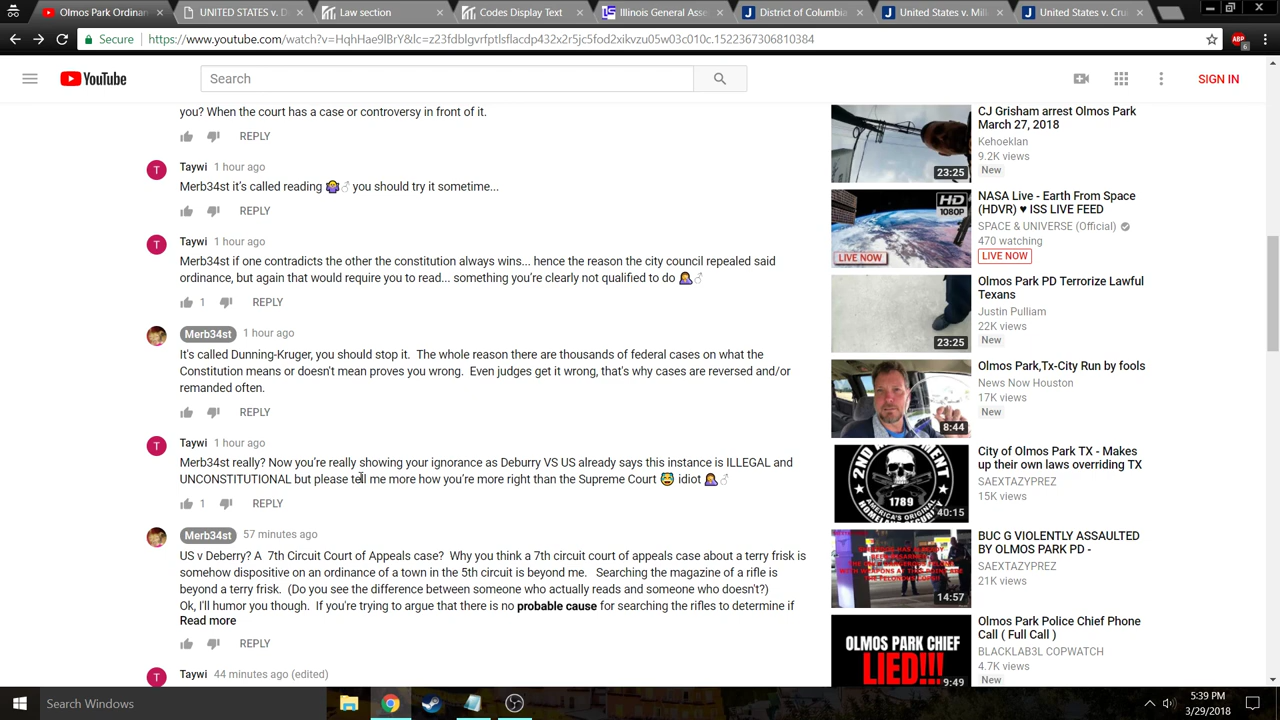 Olmos Park Ordinan
UNITED STATES v. D
Law section
Codes Display Text
Illinois General Asse
District of Columbia
United States v. Mil
United States v. Cru
Secure
https://www.youtube.com/watch?v=HqhHae9lBrY&lc=z23fdblgvrfptlsflacdp432x2r5jc5fod2xikvzu05w03c010c.1522367306810384
ABP
6
YouTube
Search
SIGN IN
you? When the court has a case or controversy in front of it.
REPLY
T
Taywi 1 hour ago
Merb34st it's called reading 🤷♂ you should try it sometime...
REPLY
T
Taywi 1 hour ago
Merb34st if one contradicts the other the constitution always wins... hence the reason the city council repealed said
ordinance, but again that would require you to read... something you're clearly not qualified to do 🤦♂
1 REPLY
Merb34st 1 hour ago
It's called Dunning-Kruger, you should stop it. The whole reason there are thousands of federal cases on what the
Constitution means or doesn't mean proves you wrong. Even judges get it wrong, that's why cases are reversed and/or
remanded often.
REPLY
T
Taywi 1 hour ago
Merb34st really? Now you're really showing your ignorance as Deburry VS US already says this instance is ILLEGAL and
UNCONSTITUTIONAL but please tell me more how you're more right than the Supreme Court 😂 idiot 🤦♂
1 REPLY
Merb34st 57 minutes ago
US v Deberry? A 7th Circuit Court of Appeals case? Why you think a 7th circuit court of appeals case about a terry frisk is
somehow dispositive on an ordinance of a town in the 5th circuit is beyond me. Searching the magazine of a rifle is
beyond a terry frisk. (Do you see the difference between someone who actually reads and someone who doesn't?)
Ok, I'll humor you though. If you're trying to argue that there is no probable cause for searching the rifles to determine if
Read more
REPLY
T
Taywi 44 minutes ago (edited)
23:25
CJ Grisham arrest Olmos Park
March 27, 2018
Kehoeklan
9.2K views
New
HD
1080P
LIVE NOW
NASA Live - Earth From Space
(HDVR) ♥ ISS LIVE FEED
SPACE & UNIVERSE (Official)
470 watching
LIVE NOW
23:25
Olmos Park PD Terrorize Lawful
Texans
Justin Pulliam
22K views
New
8:44
Olmos Park,Tx-City Run by fools
News Now Houston
17K views
New
2ND AMENDMENT
1789
AMERICA'S ORIGINAL
HOMELAND SECURITY
40:15
City of Olmos Park TX - Makes
up their own laws overriding TX
SAEXTAZYPREZ
15K views
14:57
BUC G VIOLENTLY ASSAULTED
BY OLMOS PARK PD -
SAEXTAZYPREZ
21K views
OLMOS PARK CHIEF
LIED!!!
9:49
Olmos Park Police Chief Phone
Call ( Full Call )
BLACKLAB3L COPWATCH
4.7K views
New
Search Windows
5:39 PM
3/29/2018